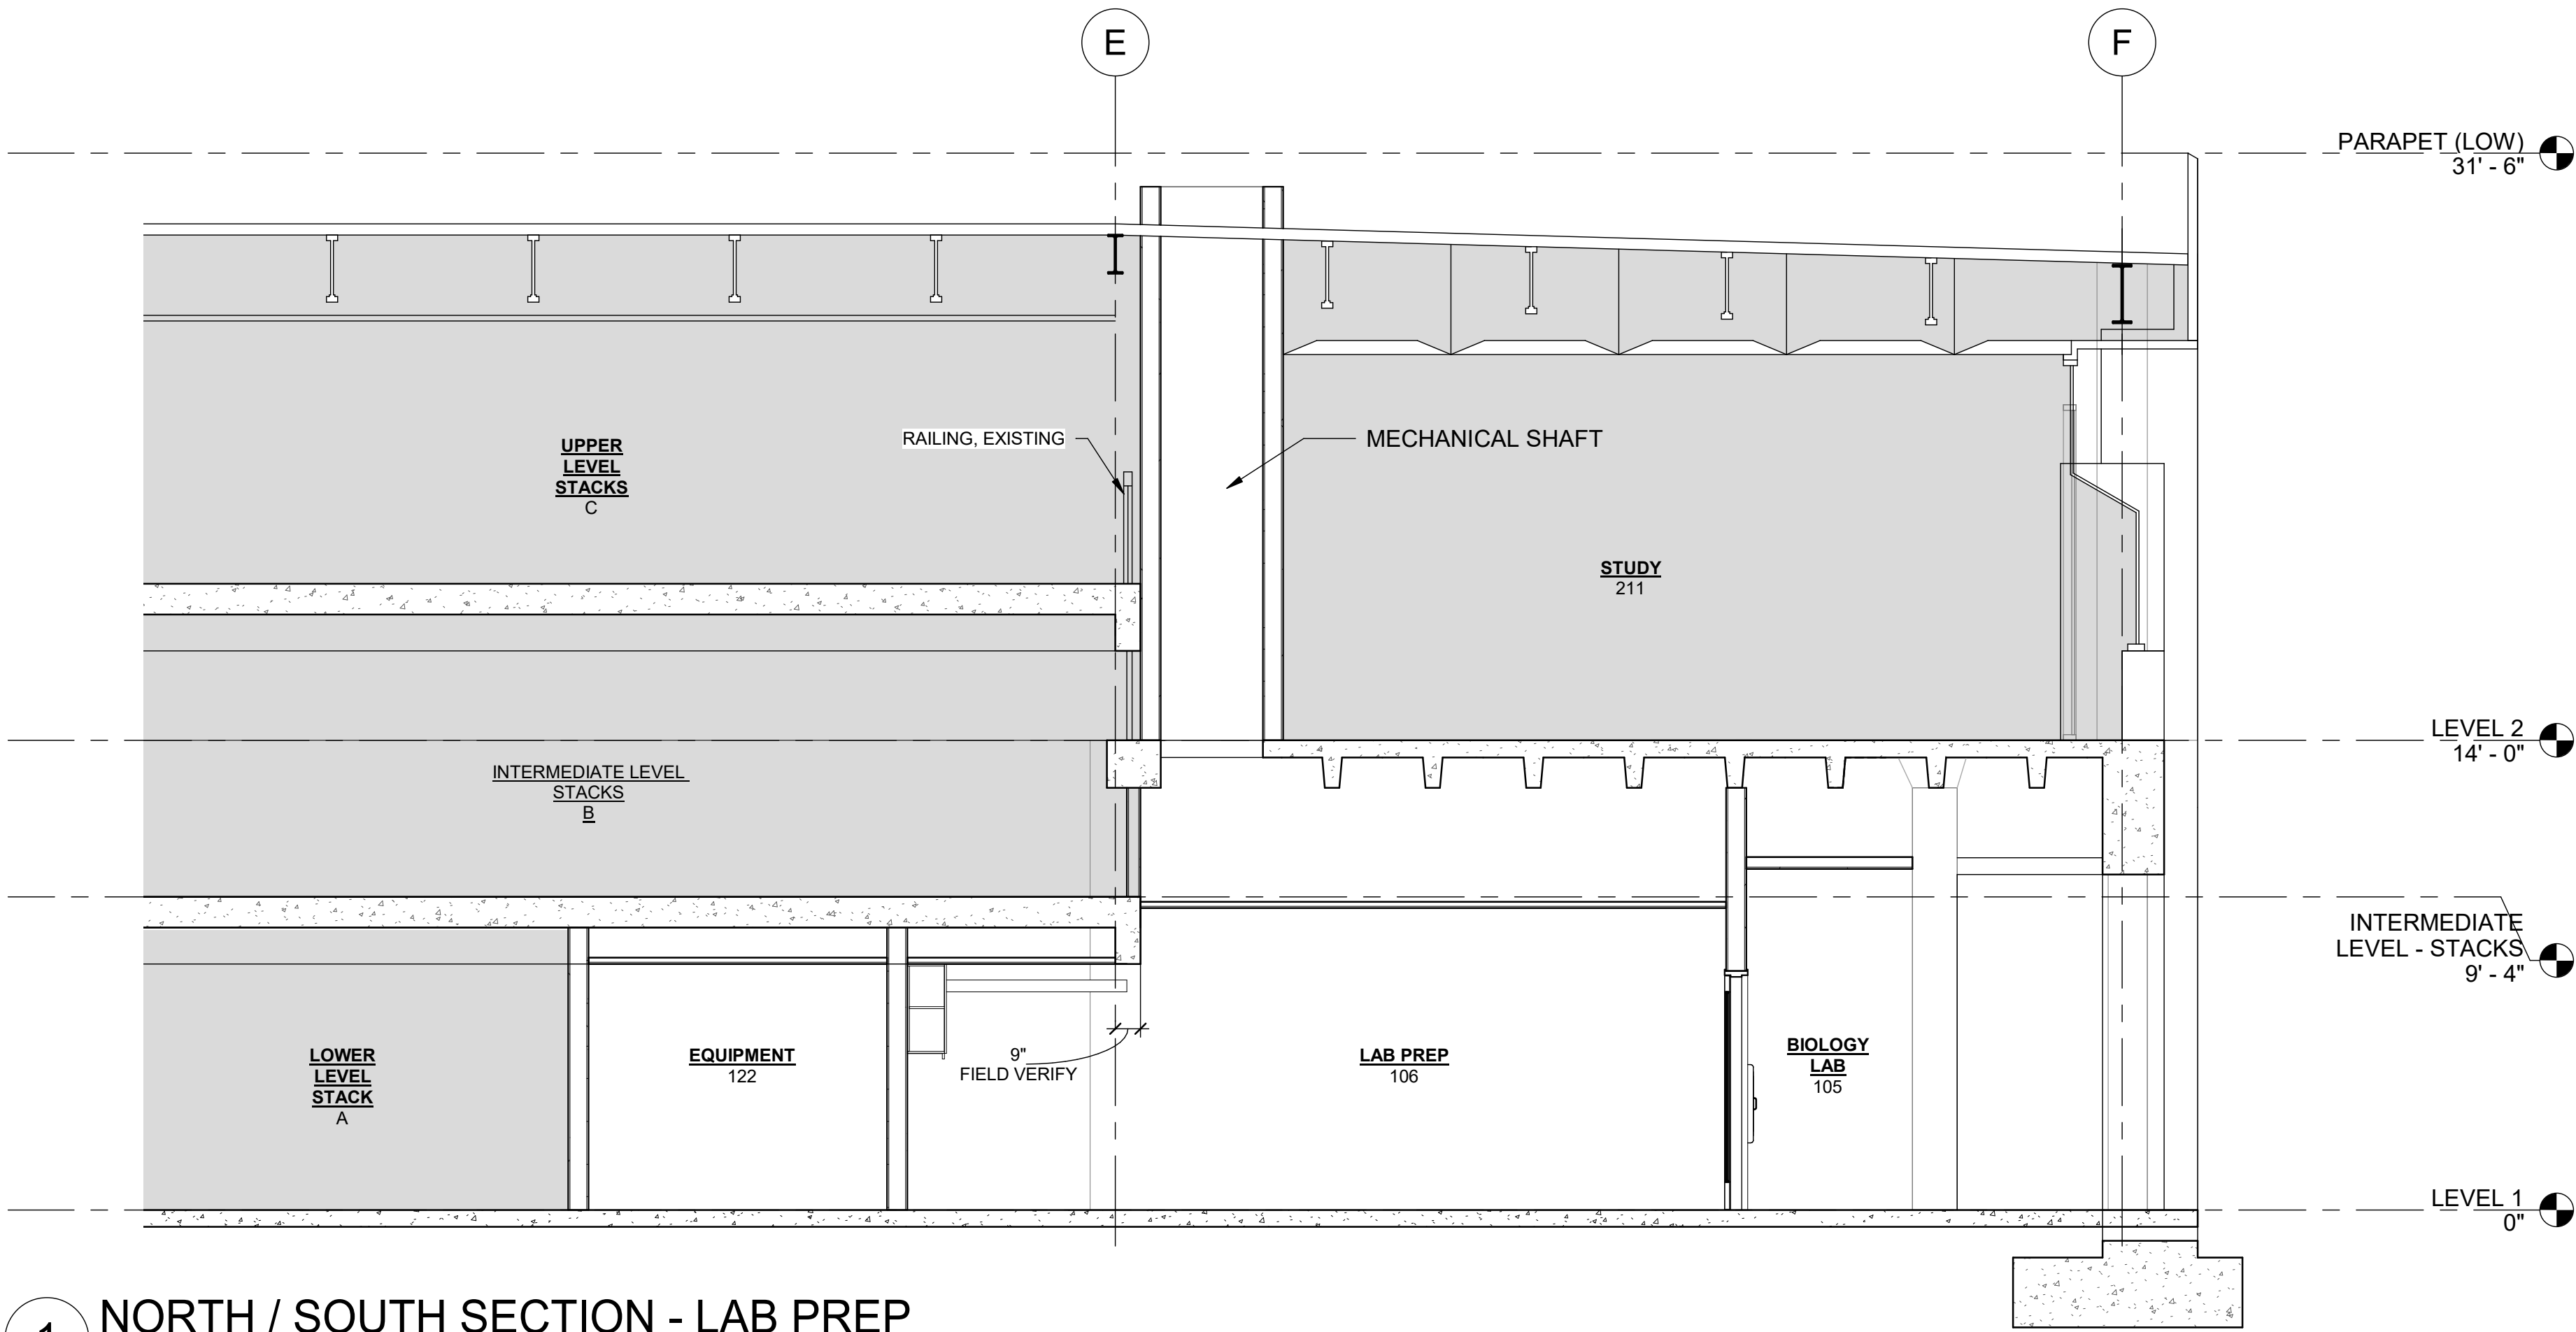 E
F
PARAPET (LOW)
31' - 6"
RAILING, EXISTING
MECHANICAL SHAFT
UPPER
LEVEL
STACKS
C
STUDY
211
LEVEL 2
14' - 0"
INTERMEDIATE LEVEL
STACKS
B
INTERMEDIATE
LEVEL - STACKS
9' - 4"
LOWER
LEVEL
STACK
A
EQUIPMENT
122
9"
FIELD VERIFY
LAB PREP
106
BIOLOGY
LAB
105
LEVEL 1
0"
1
NORTH / SOUTH SECTION - LAB PREP